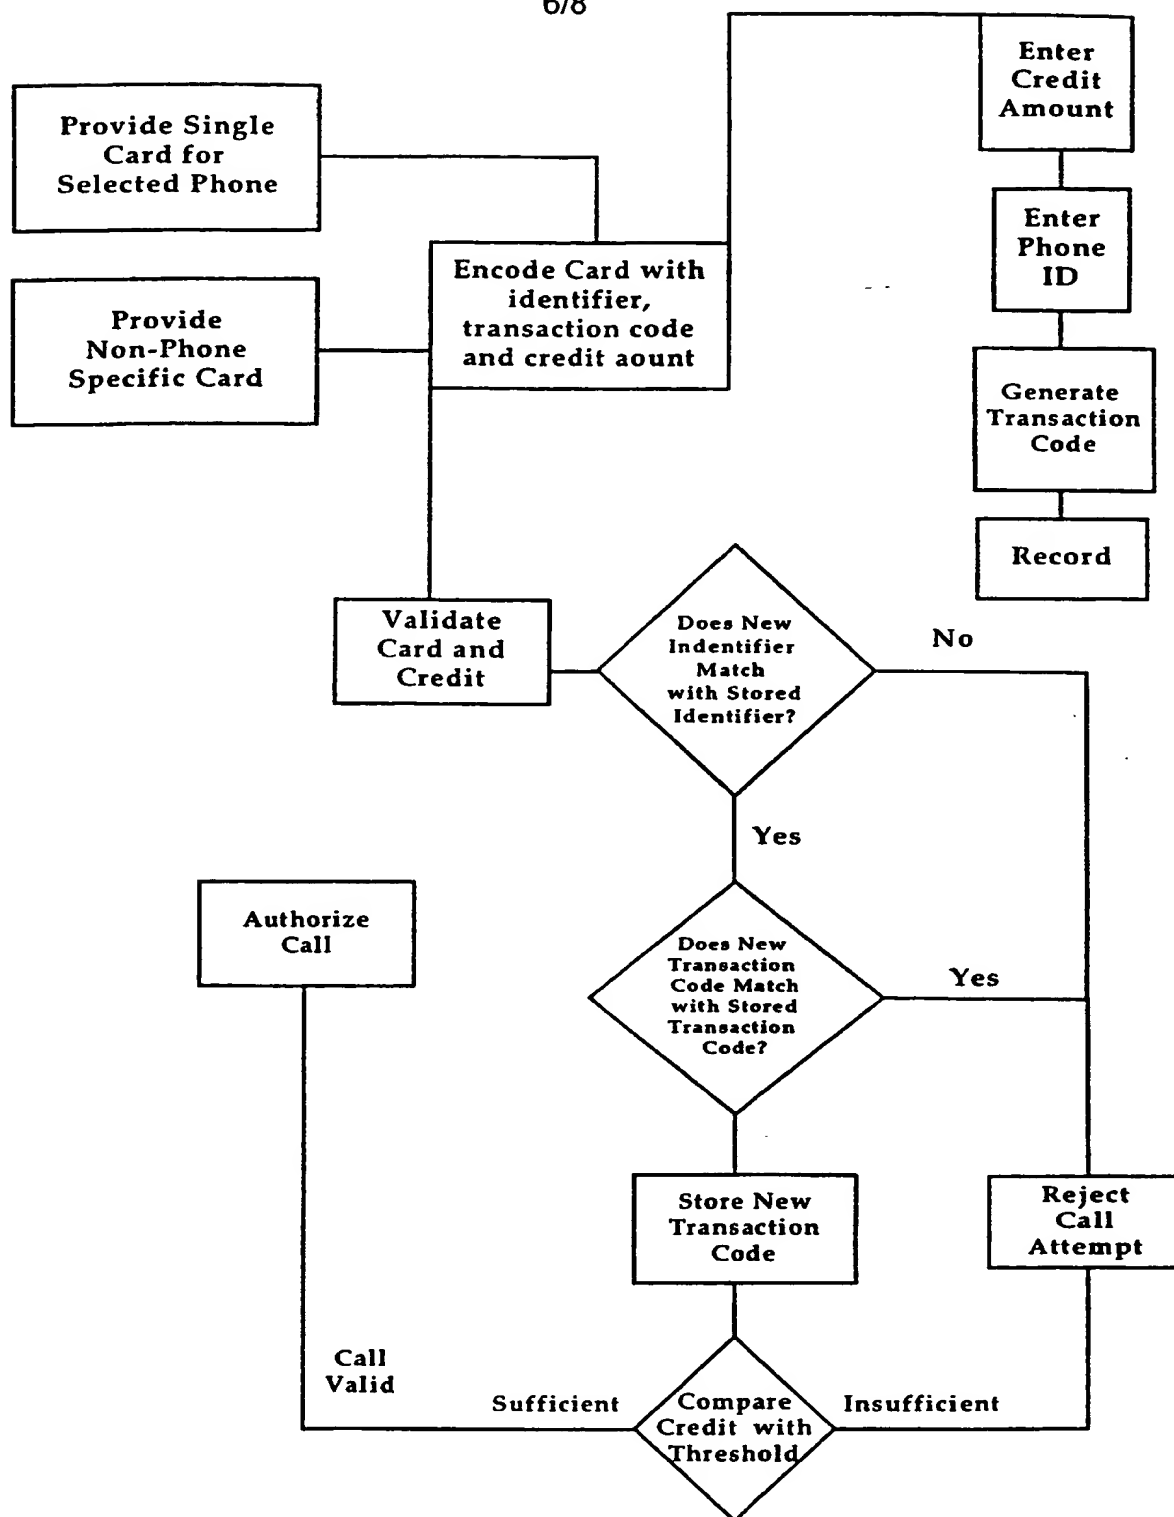 6/8
Enter
Credit
Amount
Provide Single
Card for
Selected Phone
Enter
Phone
ID
Encode Card with
identifier,
transaction code
and credit aount
Provide
Non-Phone
Specific Card
Generate
Transaction
Code
Record
Validate
Card and
Credit
Does New
Indentifier
Match
with Stored
Identifier?
No
Yes
Authorize
Call
Does New
Transaction
Code Match
with Stored
Transaction
Code?
Yes
Store New
Transaction
Code
Reject
Call
Attempt
Call
Valid
Sufficient
Compare
Credit with
Threshold
Insufficient